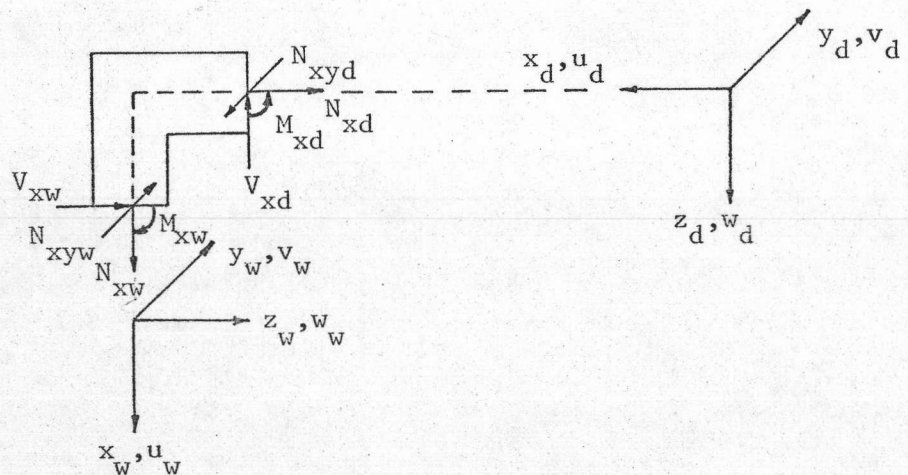 N_xyd
y_d,v_d
x_d,u_d
N_xd
M_xd
V_xw
V_xd
M_xw
z_d,w_d
N_xyw
N_xw
y_w,v_w
z_w,w_w
x_w,u_w